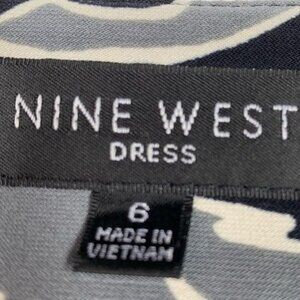 NINE WEST
DRESS
6
MADE IN
VIETNAM